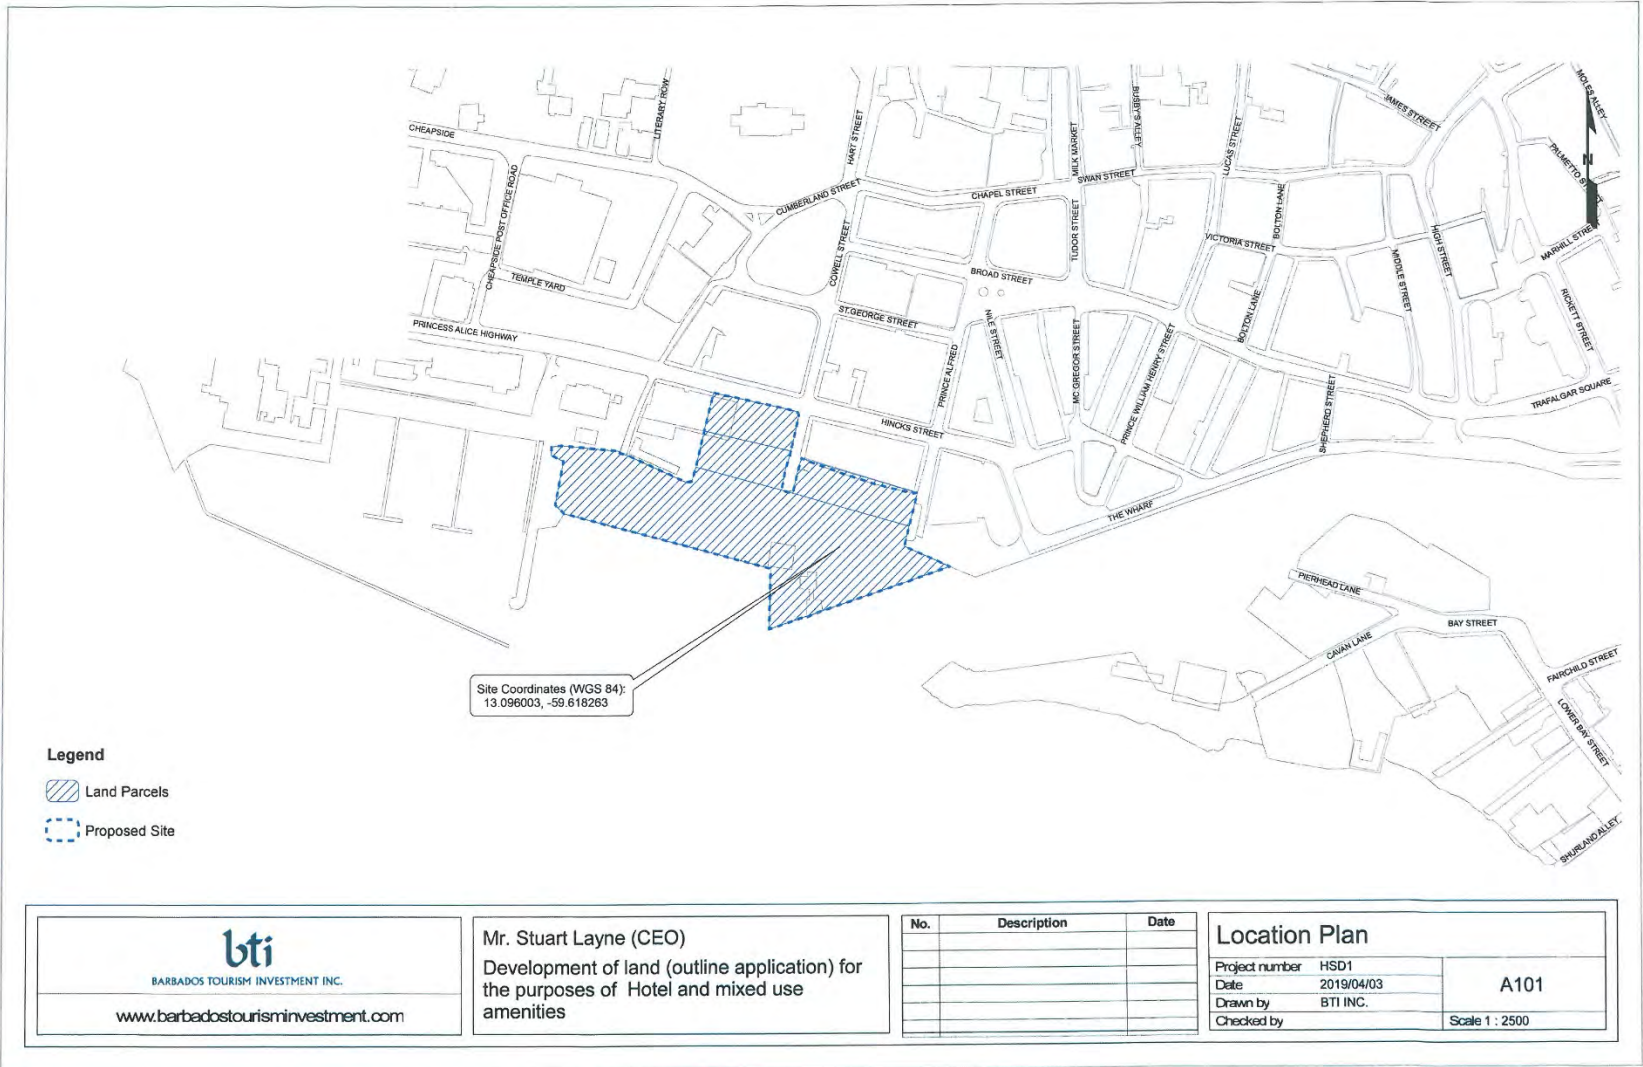 CHEAPSIDE
LITERARY ROW
HART STREET
MILK MARKET
BUSBY'S ALLEY
LUCAS STREET
JAMES STREET
MOLES ALLEY
N
CHEAPSIDE POST OFFICE ROAD
CUMBERLAND STREET
CHAPEL STREET
SWAN STREET
PALMETTO STREET
COWELL STREET
TUDOR STREET
BOLTON LANE
VICTORIA STREET
HIGH STREET
MARHILL STREET
TEMPLE YARD
BROAD STREET
MIDDLE STREET
RICKETT STREET
PRINCESS ALICE HIGHWAY
ST.GEORGE STREET
NILE STREET
BOLTON LANE
PRINCE ALFRED
MC GREGOR STREET
PRINCE WILLIAM HENRY STREET
SHEPHERD STREET
TRAFALGAR SQUARE
HINCKS STREET
THE WHARF
PIERHEAD LANE
BAY STREET
CAVAN LANE
FAIRCHILD STREET
LOWER BAY STREET
SHURLAND ALLEY
Site Coordinates (WGS 84):
13.096003, -59.618263
Legend
Land Parcels
Proposed Site
bti
BARBADOS TOURISM INVESTMENT INC.
www.barbadostourisminvestment.com
Mr. Stuart Layne (CEO)
Development of land (outline application) for
the purposes of Hotel and mixed use
amenities
No. Description Date
Location Plan
Project number HSD1
Date 2019/04/03
Drawn by BTI INC.
Checked by
A101
Scale 1 : 2500